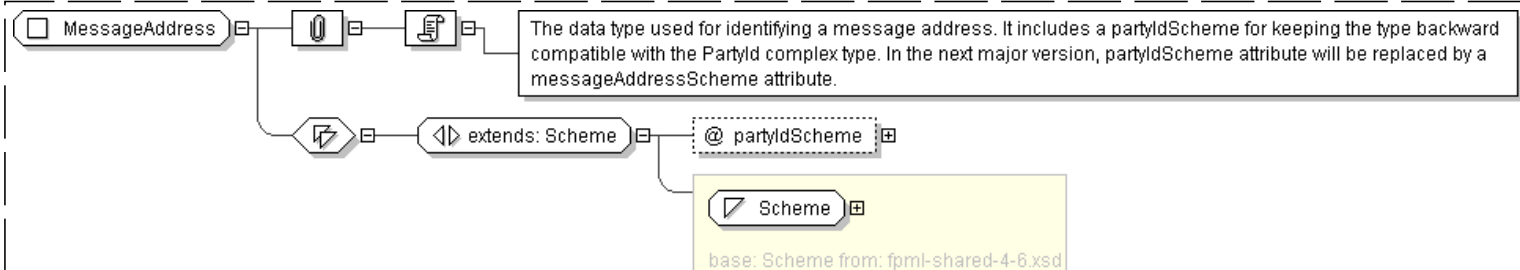 MessageAddress
The data type used for identifying a message address. It includes a partyIdScheme for keeping the type backward
compatible with the PartyId complex type. In the next major version, partyIdScheme attribute will be replaced by a
messageAddressScheme attribute.
extends: Scheme
@ partyIdScheme
Scheme
base: Scheme from: fpml-shared-4-6.xsd